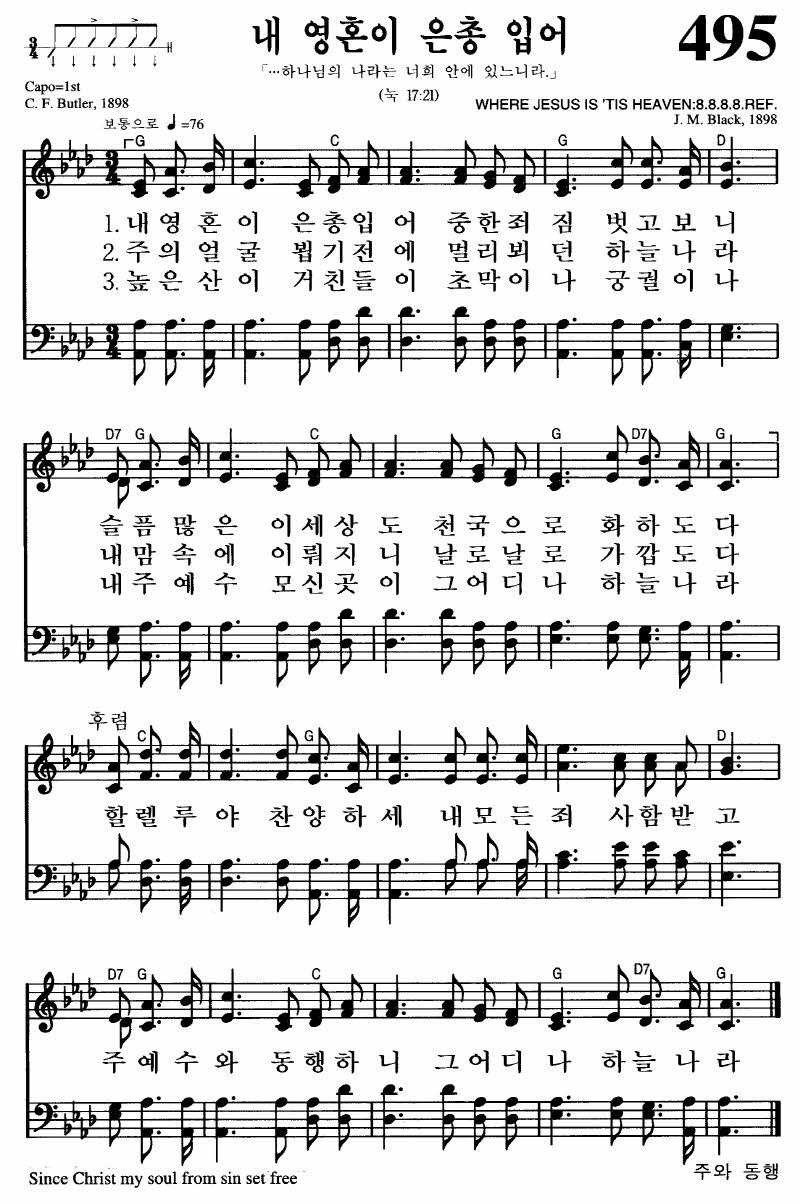 3/4
내 영혼이 은총 입어
495
「…하나님의 나라는 너희 안에 있느니라.」
(눅 17:21)
Capo=1st
C. F. Butler, 1898
WHERE JESUS IS 'TIS HEAVEN:8.8.8.8.REF.
J. M. Black, 1898
보통으로 ♩=76
G C G D
1. 내 영 혼 이 은 총 입 어 중 한 죄 짐 벗 고 보 니
2. 주 의 얼 굴 뵙 기 전 에 멀 리 뵈 던 하 늘 나 라
3. 높 은 산 이 거 친 들 이 초 막 이 나 궁 궐 이 나
D7 G C G D7 G
슬 픔 많 은 이 세 상 도 천 국 으 로 화 하 도 다
내 맘 속 에 이 뤄 지 니 날 로 날 로 가 깝 도 다
내 주 예 수 모 신 곳 이 그 어 디 나 하 늘 나 라
후렴
C G D
할 렐 루 야 찬 양 하 세 내 모 든 죄 사 함 받 고
D7 G C G D7 G
주 예 수 와 동 행 하 니 그 어 디 나 하 늘 나 라
Since Christ my soul from sin set free
주와 동행